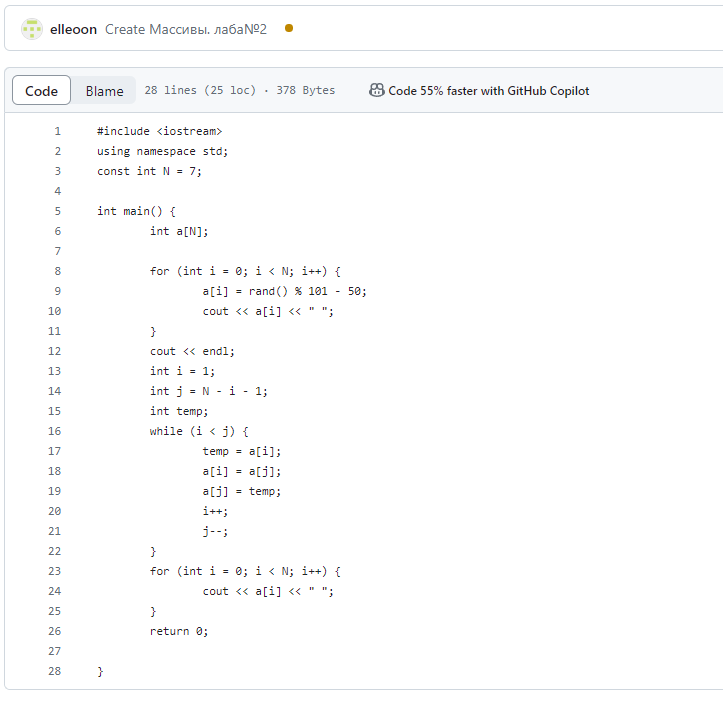 elleoon Create Массивы. лаба№2
Code Blame 28 lines (25 loc) · 378 Bytes Code 55% faster with GitHub Copilot
1 #include <iostream>
2 using namespace std;
3 const int N = 7;
4
5 int main() {
6 int a[N];
7
8 for (int i = 0; i < N; i++) {
9 a[i] = rand() % 101 - 50;
10 cout << a[i] << " ";
11 }
12 cout << endl;
13 int i = 1;
14 int j = N - i - 1;
15 int temp;
16 while (i < j) {
17 temp = a[i];
18 a[i] = a[j];
19 a[j] = temp;
20 i++;
21 j--;
22 }
23 for (int i = 0; i < N; i++) {
24 cout << a[i] << " ";
25 }
26 return 0;
27
28 }